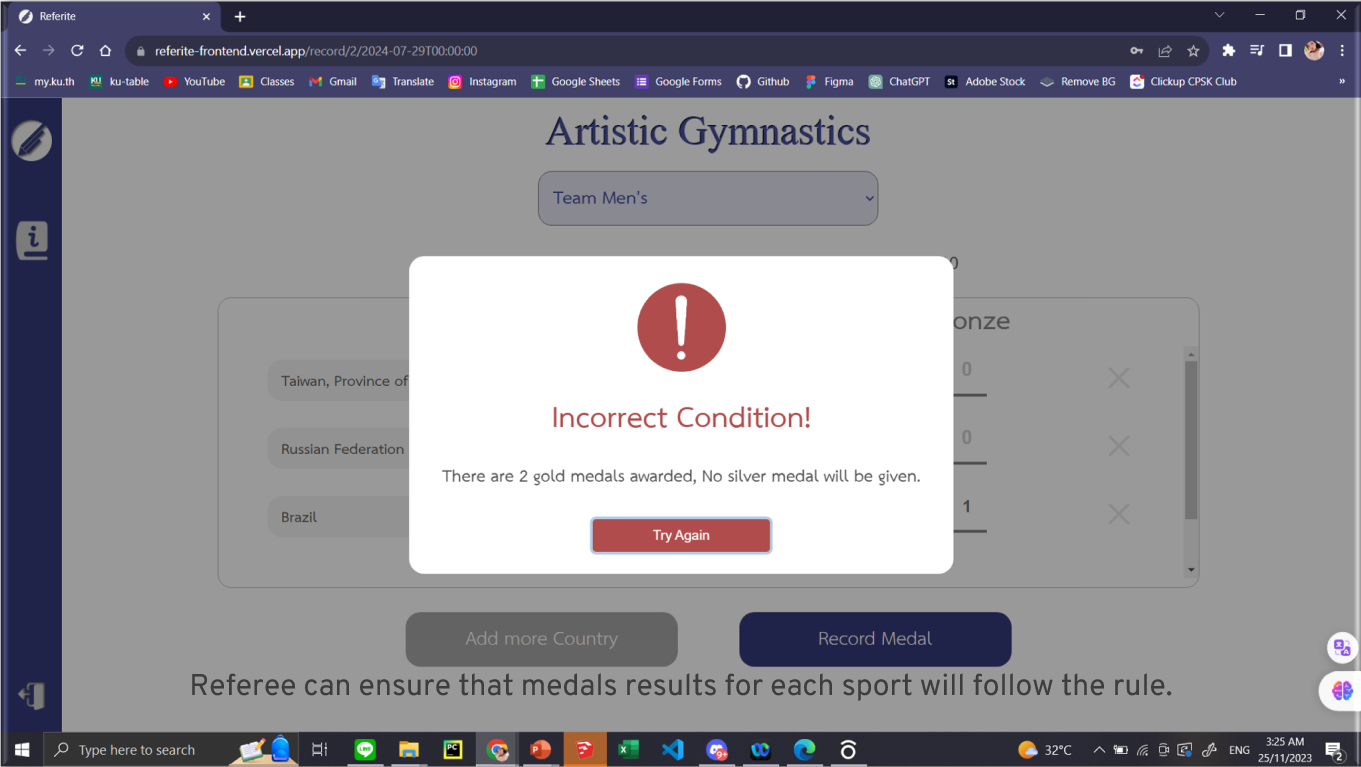 Referite
referite-frontend.vercel.app/record/2/2024-07-29T00:00:00
my.ku.th
KU ku-table
YouTube
Classes
Gmail
Translate
Instagram
Google Sheets
Google Forms
Github
Figma
ChatGPT
St Adobe Stock
Remove BG
Clickup CPSK Club
»
Artistic Gymnastics
Team Men's
0
onze
Taiwan, Province of
0
Russian Federation
0
Brazil
1
Incorrect Condition!
There are 2 gold medals awarded, No silver medal will be given.
Try Again
Add more Country
Record Medal
Referee can ensure that medals results for each sport will follow the rule.
Type here to search
32°C
ENG
3:25 AM
25/11/2023
2